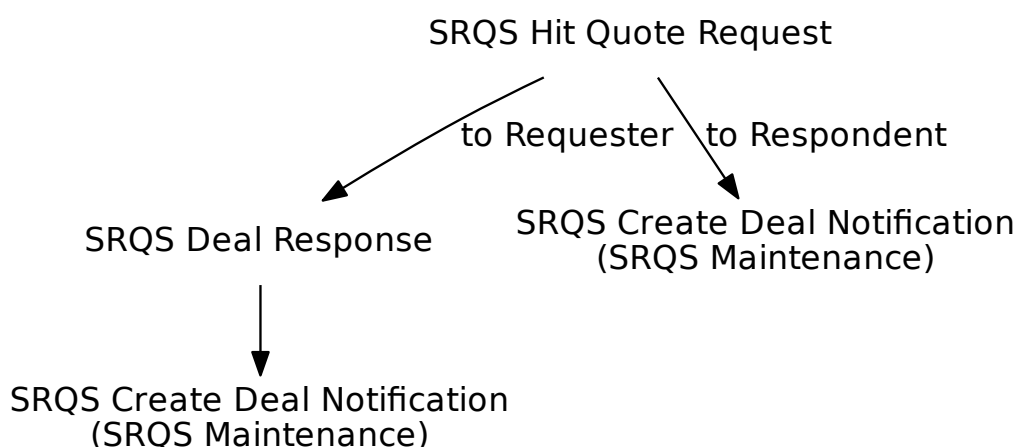 SRQS Hit Quote Request
to Requester
to Respondent
SRQS Create Deal Notification
(SRQS Maintenance)
SRQS Deal Response
SRQS Create Deal Notification
(SRQS Maintenance)